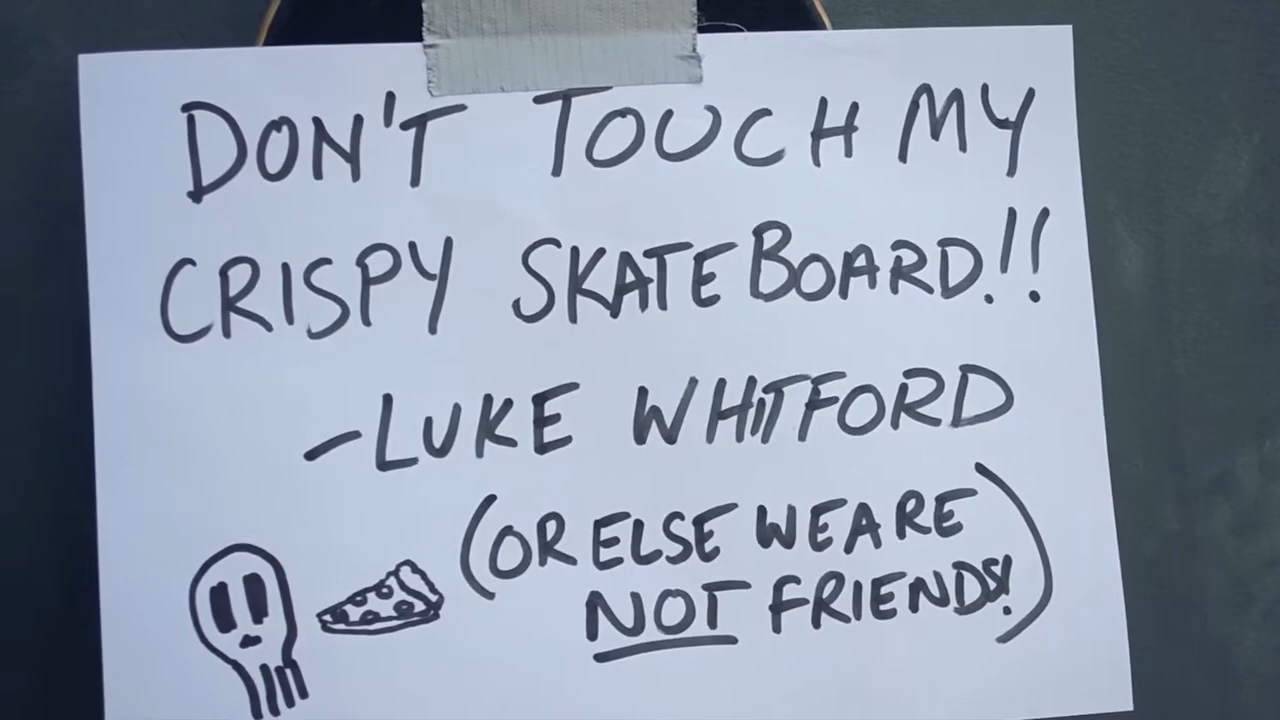 DON'T TOUCH MY
CRISPY SKATEBOARD!!
-LUKE WHITFORD
(OR ELSE WE ARE
NOT FRIENDS!)